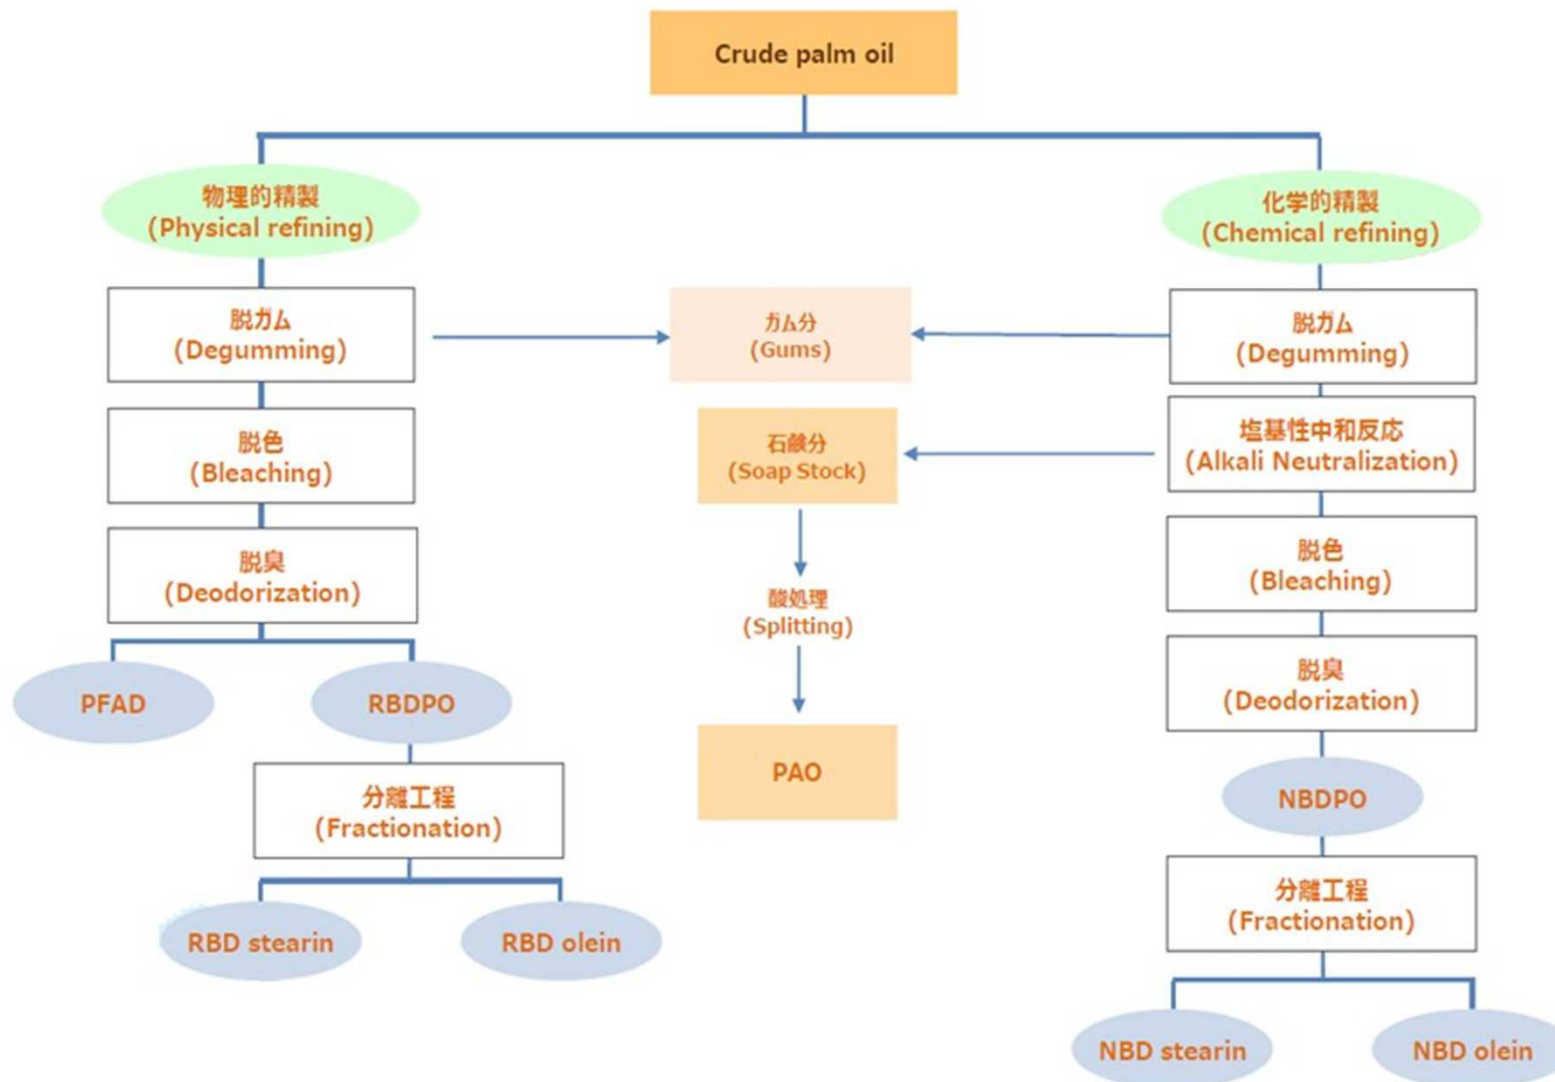 Crude palm oil
物理的精製
(Physical refining)
脱ガム
(Degumming)
脱色
(Bleaching)
脱臭
(Deodorization)
PFAD
RBDPO
分離工程
(Fractionation)
RBD stearin
RBD olein
ガム分
(Gums)
石鹸分
(Soap Stock)
酸処理
(Splitting)
PAO
化学的精製
(Chemical refining)
脱ガム
(Degumming)
塩基性中和反応
(Alkali Neutralization)
脱色
(Bleaching)
脱臭
(Deodorization)
NBDPO
分離工程
(Fractionation)
NBD stearin
NBD olein